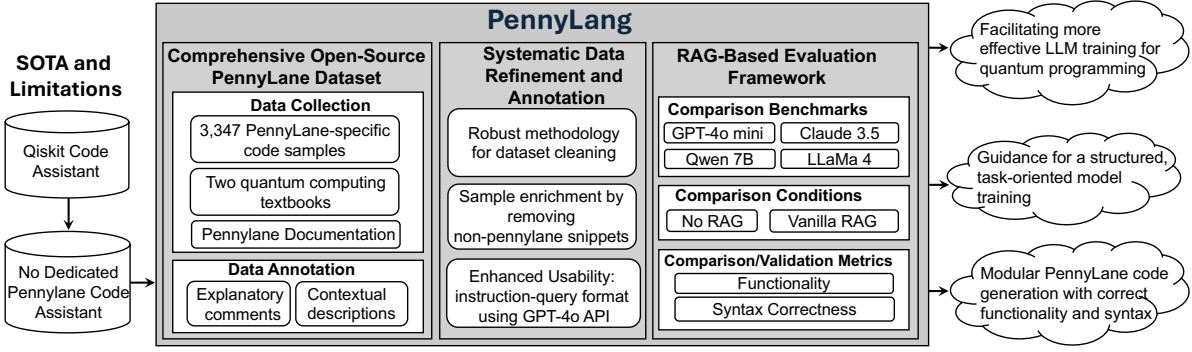 PennyLang
SOTA and
Limitations
Qiskit Code
Assistant
No Dedicated
Pennylane Code
Assistant
Comprehensive Open-Source
PennyLane Dataset
Data Collection
3,347 PennyLane-specific
code samples
Two quantum computing
textbooks
Pennylane Documentation
Data Annotation
Explanatory
comments
Contextual
descriptions
Systematic Data
Refinement and
Annotation
Robust methodology
for dataset cleaning
Sample enrichment by
removing
non-pennylane snippets
Enhanced Usability:
instruction-query format
using GPT-4o API
RAG-Based Evaluation
Framework
Comparison Benchmarks
GPT-4o mini
Claude 3.5
Qwen 7B
LLaMa 4
Comparison Conditions
No RAG
Vanilla RAG
Comparison/Validation Metrics
Functionality
Syntax Correctness
Facilitating more
effective LLM training for
quantum programming
Guidance for a structured,
task-oriented model
training
Modular PennyLane code
generation with correct
functionality and syntax